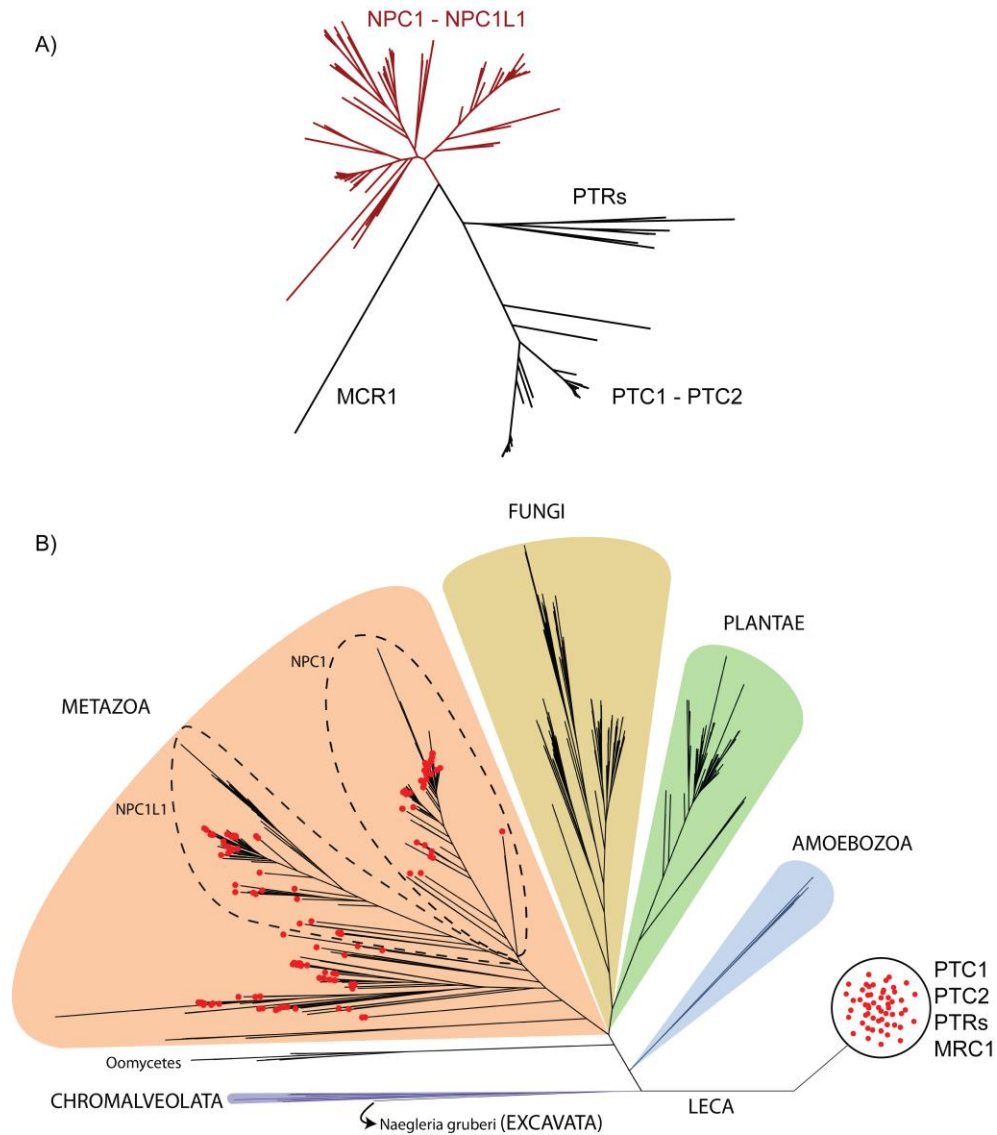 A)
NPC1 - NPC1L1
PTRs
MCR1
PTC1 - PTC2
B)
FUNGI
PLANTAE
NPC1
METAZOA
NPC1L1
AMOEBOZOA
PTC1
PTC2
PTRs
MRC1
Oomycetes
CHROMALVEOLATA
LECA
Naegleria gruberi (EXCAVATA)